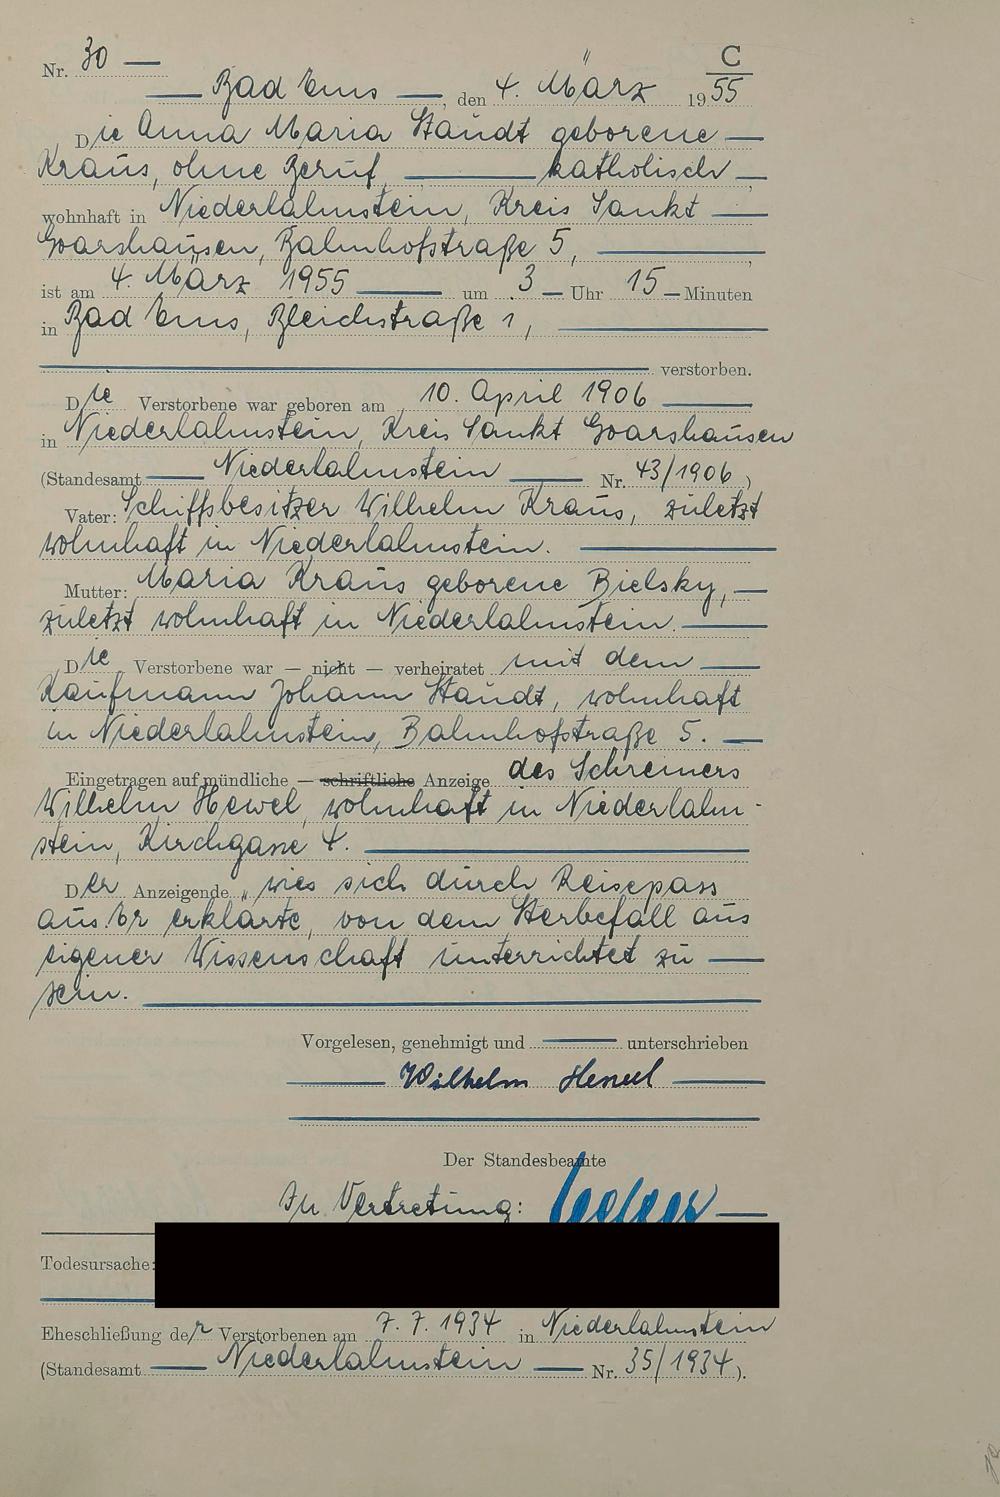 C
Nr. 30 —
— Bad Ems —, den 4. März 1955
Die Anna Maria Staudt geborene —
Kraus, ohne Beruf, — katholisch —
wohnhaft in Niederlahnstein, Kreis Sankt —
Goarshausen, Bahnhofstraße 5, —,
ist am 4. März 1955 — um 3 — Uhr 15 — Minuten
in Bad Ems, Bleichstraße 1, —
— verstorben.
Die Verstorbene war geboren am 10. April 1906 —
in Niederlahnstein, Kreis Sankt Goarshausen
(Standesamt — Niederlahnstein — Nr. 43/1906)
Vater: Schiffsbesitzer Wilhelm Kraus, zuletzt
wohnhaft in Niederlahnstein. —
Mutter: Maria Kraus geborene Bielsky, —
zuletzt wohnhaft in Niederlahnstein. —
Die Verstorbene war — nicht — verheiratet mit dem —
Kaufmann Johann Staudt, wohnhaft
in Niederlahnstein, Bahnhofstraße 5. —
Eingetragen auf mündliche — schriftliche Anzeige des Schreiners
Wilhelm Hewel, wohnhaft in Niederlahn-
stein, Kirchgasse 4. —
Der Anzeigende wies sich durch Reisepass
aus. Er erklärte, von dem Sterbefall aus
eigener Wissenschaft unterrichtet zu —
sein. —
Vorgelesen, genehmigt und — unterschrieben
— Wilhelm Hewel —
Der Standesbeamte
In Vertretung: —
Todesursache:
Eheschließung der Verstorbenen am 7. 7. 1934 in Niederlahnstein
(Standesamt — Niederlahnstein — Nr. 35/1934).